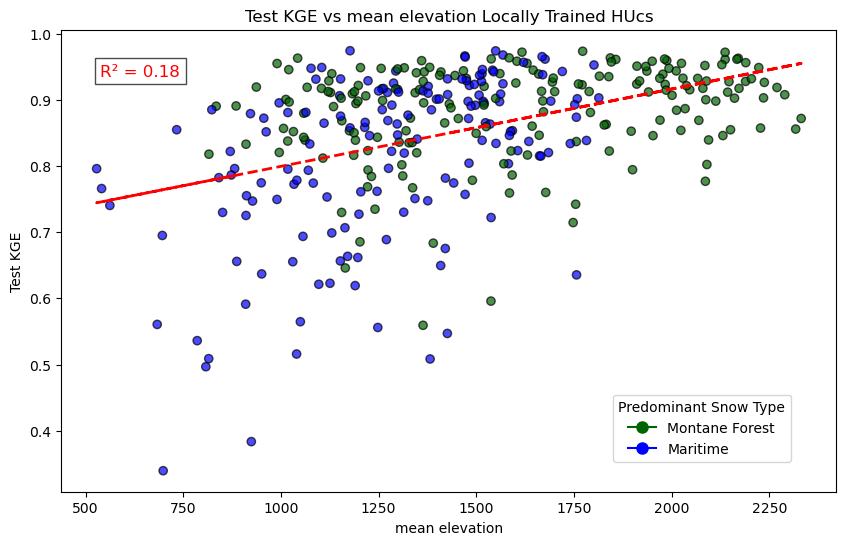 Test KGE vs mean elevation Locally Trained HUcs
1.0
0.9
0.8
0.7
0.6
0.5
0.4
Test KGE
R² = 0.18
Predominant Snow Type
Montane Forest
Maritime
500 750 1000 1250 1500 1750 2000 2250
mean elevation